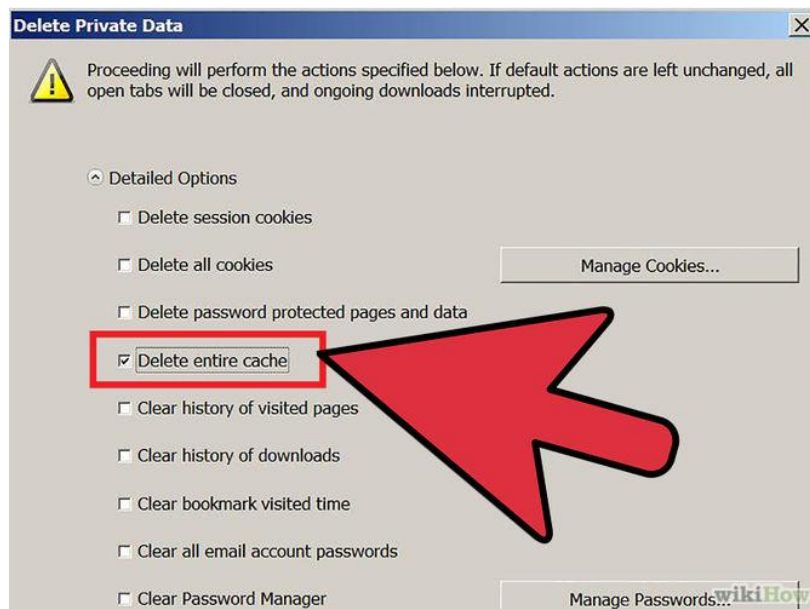 Delete Private Data
Proceeding will perform the actions specified below. If default actions are left unchanged, all
open tabs will be closed, and ongoing downloads interrupted.
Detailed Options
Delete session cookies
Delete all cookies
Manage Cookies...
Delete password protected pages and data
Delete entire cache
Clear history of visited pages
Clear history of downloads
Clear bookmark visited time
Clear all email account passwords
Clear Password Manager
Manage Passwords...
wikiHow